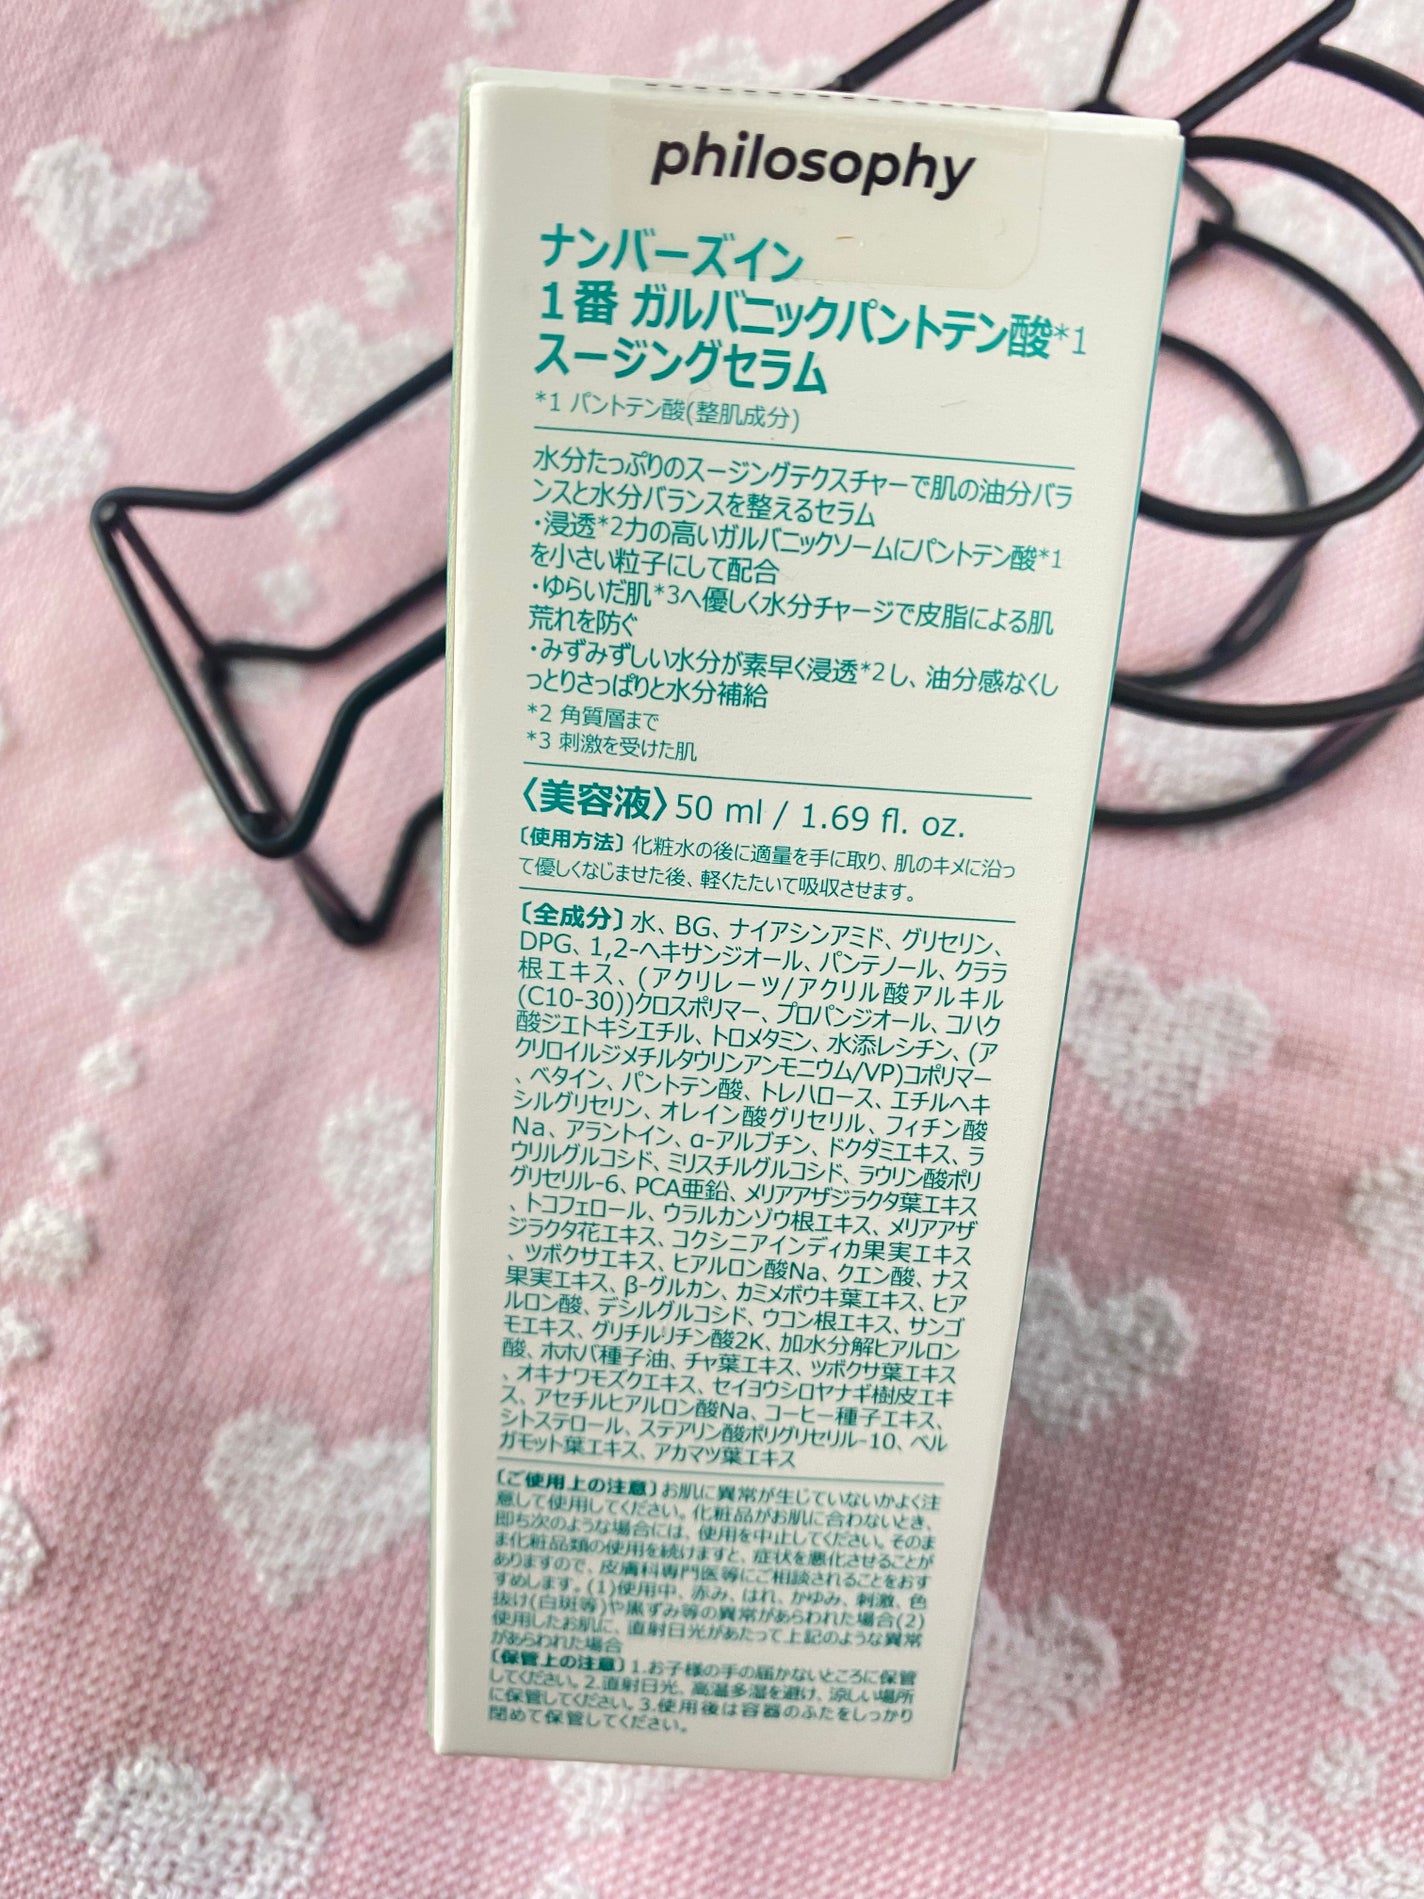 philosophy
ナンバーズイン
1番 ガルバニックパントテン酸*1
スージングセラム
*1 パントテン酸(整肌成分)
水分たっぷりのスージングテクスチャーで肌の油分バラ
ンスと水分バランスを整えるセラム
・浸透*2力の高いガルバニックソームにパントテン酸*1
を小さい粒子にして配合
・ゆらいだ肌*3へ優しく水分チャージで皮脂による肌
荒れを防ぐ
・みずみずしい水分が素早く浸透*2し、油分感なくし
っとりさっぱりと水分補給
*2 角質層まで
*3 刺激を受けた肌
〈美容液〉50 ml / 1.69 fl. oz.
〔使用方法〕化粧水の後に適量を手に取り、肌のキメに沿っ
て優しくなじませた後、軽くたたいて吸収させます。
〔全成分〕水、BG、ナイアシンアミド、グリセリン、
DPG、1,2-ヘキサンジオール、パンテノール、クララ
根エキス、(アクリレーツ/アクリル酸アルキル
(C10-30))クロスポリマー、プロパンジオール、コハク
酸ジエトキシエチル、トロメタミン、水添レシチン、(ア
クリロイルジメチルタウリンアンモニウム/VP)コポリマー
、ベタイン、パントテン酸、トレハロース、エチルヘキ
シルグリセリン、オレイン酸グリセリル、フィチン酸
Na、アラントイン、α-アルブチン、ドクダミエキス、ラ
ウリルグルコシド、ミリスチルグルコシド、ラウリン酸ポリ
グリセリル-6、PCA亜鉛、メリアアザジラクタ葉エキス
、トコフェロール、ウラルカンゾウ根エキス、メリアアザ
ジラクタ花エキス、コクシニアインディカ果実エキス
、ツボクサエキス、ヒアルロン酸Na、クエン酸、ナス
果実エキス、β-グルカン、カミメボウキ葉エキス、ヒア
ルロン酸、デシルグルコシド、ウコン根エキス、サンゴ
モエキス、グリチルリチン酸2K、加水分解ヒアルロン
酸、ホホバ種子油、チャ葉エキス、ツボクサ葉エキス
、オキナワモズクエキス、セイヨウシロヤナギ樹皮エキ
ス、アセチルヒアルロン酸Na、コーヒー種子エキス、
シトステロール、ステアリン酸ポリグリセリル-10、ベル
ガモット葉エキス、アカマツ葉エキス
〔ご使用上の注意〕お肌に異常が生じていないかよく注
意して使用してください。化粧品がお肌に合わないとき、
即ち次のような場合には、使用を中止してください。そのま
ま化粧品類の使用を続けますと、症状を悪化させることが
ありますので、皮膚科専門医等にご相談されることをおす
すめします。(1)使用中、赤み、はれ、かゆみ、刺激、色
抜け(白斑等)や黒ずみ等の異常があらわれた場合(2)
使用したお肌に、直射日光があたって上記のような異常
があらわれた場合
〔保管上の注意〕1.お子様の手の届かないところに保管
してください。2.直射日光、高温多湿を避け、涼しい場所
に保管してください。3.使用後は容器のふたをしっかり
閉めて保管してください。